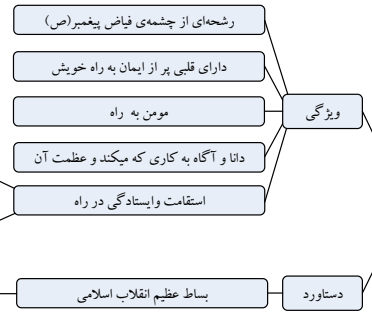 ویژگی
رشحه‌ای از چشمه‌ی فیاض پیغمبر(ص)
دارای قلبی پر از ایمان به راه خویش
مومن به راه
دانا و آگاه به کاری که میکند و عظمت آن
استقامت وایستادگی در راه
دستاورد
بساط عظیم انقلاب اسلامی